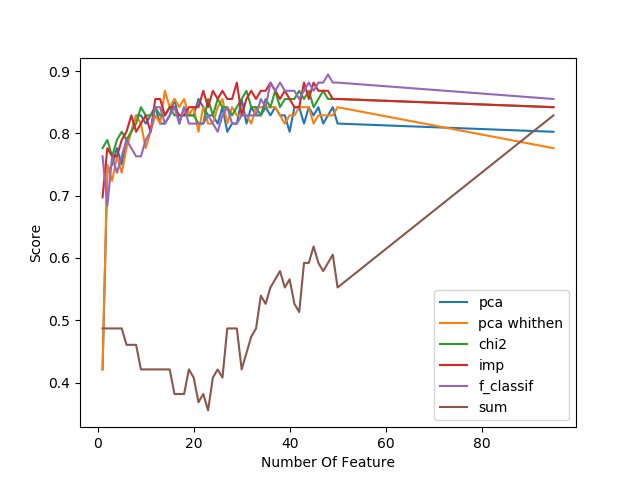 0.9
0.8
0.7
0.6
0.5
0.4
Score
0 20 40 60 80
Number Of Feature
pca
pca whithen
chi2
imp
f_classif
sum